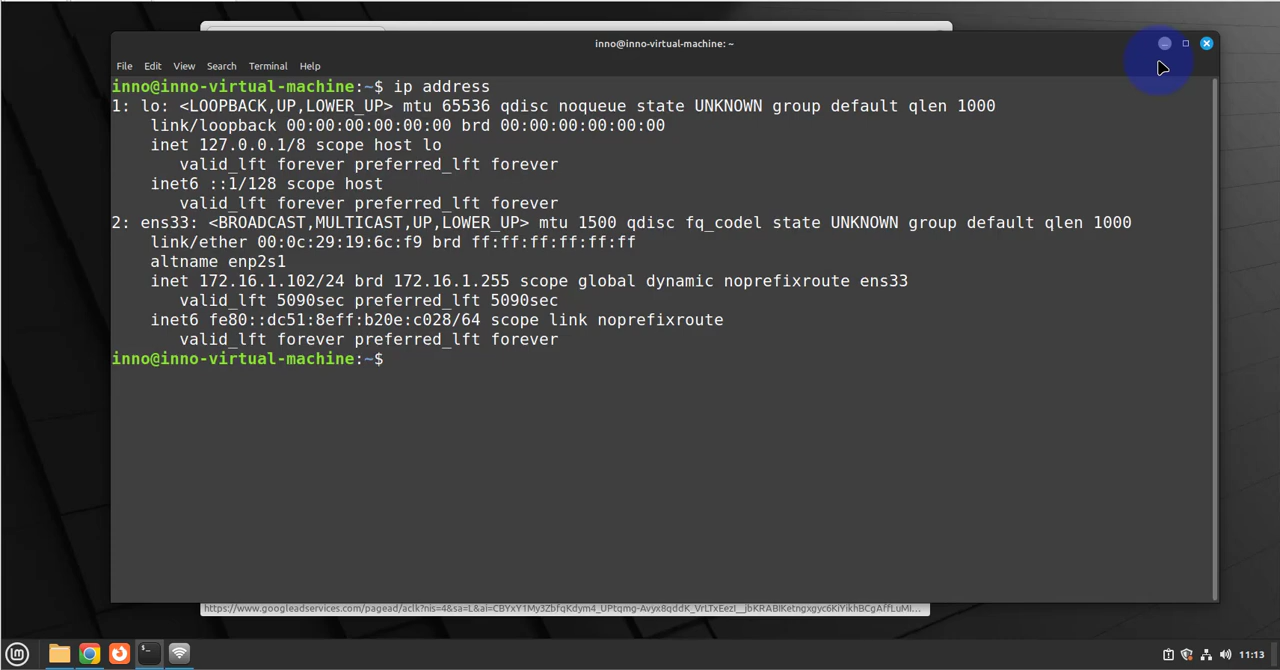 inno@inno-virtual-machine: ~
File Edit View Search Terminal Help
inno@inno-virtual-machine:~$ ip address
1: lo: <LOOPBACK,UP,LOWER_UP> mtu 65536 qdisc noqueue state UNKNOWN group default qlen 1000
    link/loopback 00:00:00:00:00:00 brd 00:00:00:00:00:00
    inet 127.0.0.1/8 scope host lo
       valid_lft forever preferred_lft forever
    inet6 ::1/128 scope host
       valid_lft forever preferred_lft forever
2: ens33: <BROADCAST,MULTICAST,UP,LOWER_UP> mtu 1500 qdisc fq_codel state UNKNOWN group default qlen 1000
    link/ether 00:0c:29:19:6c:f9 brd ff:ff:ff:ff:ff:ff
    altname enp2s1
    inet 172.16.1.102/24 brd 172.16.1.255 scope global dynamic noprefixroute ens33
       valid_lft 5090sec preferred_lft 5090sec
    inet6 fe80::dc51:8eff:b20e:c028/64 scope link noprefixroute
       valid_lft forever preferred_lft forever
inno@inno-virtual-machine:~$
11:13